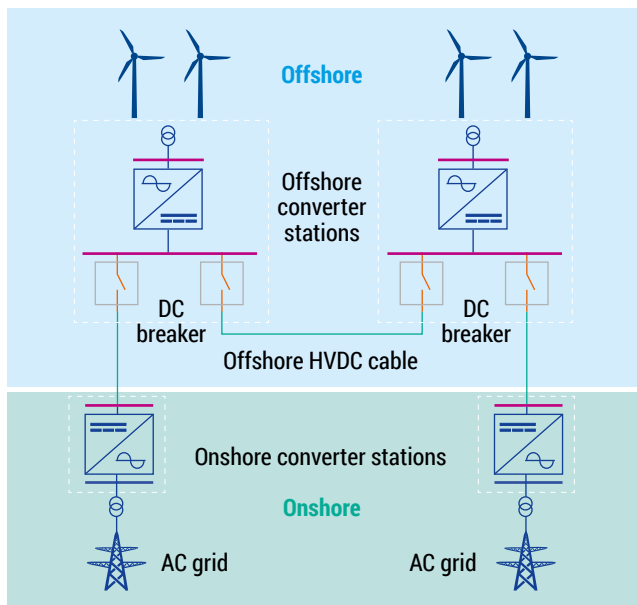 Offshore
Offshore
converter
stations
DC
breaker
DC
breaker
Offshore HVDC cable
Onshore converter stations
Onshore
AC grid
AC grid